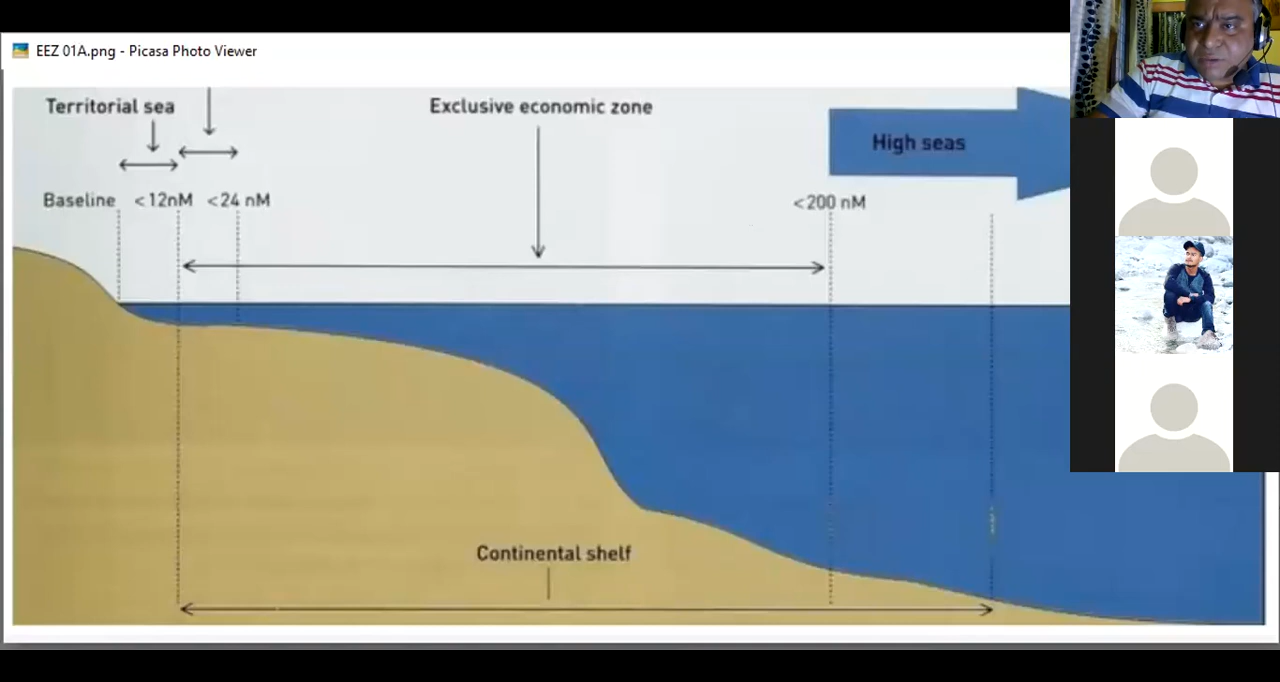 EEZ 01A.png - Picasa Photo Viewer
Territorial sea
Exclusive economic zone
High seas
Baseline <12nM <24 nM
<200 nM
Continental shelf